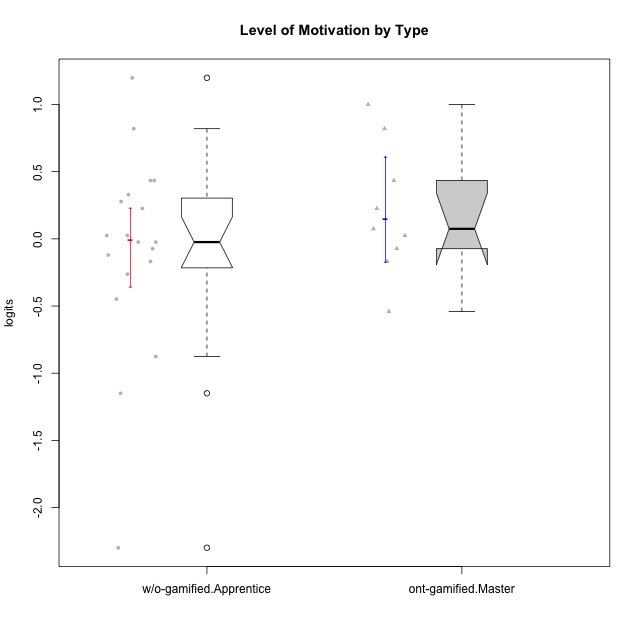 Level of Motivation by Type
logits
1.0
0.5
0.0
-0.5
-1.0
-1.5
-2.0
w/o-gamified.Apprentice
ont-gamified.Master